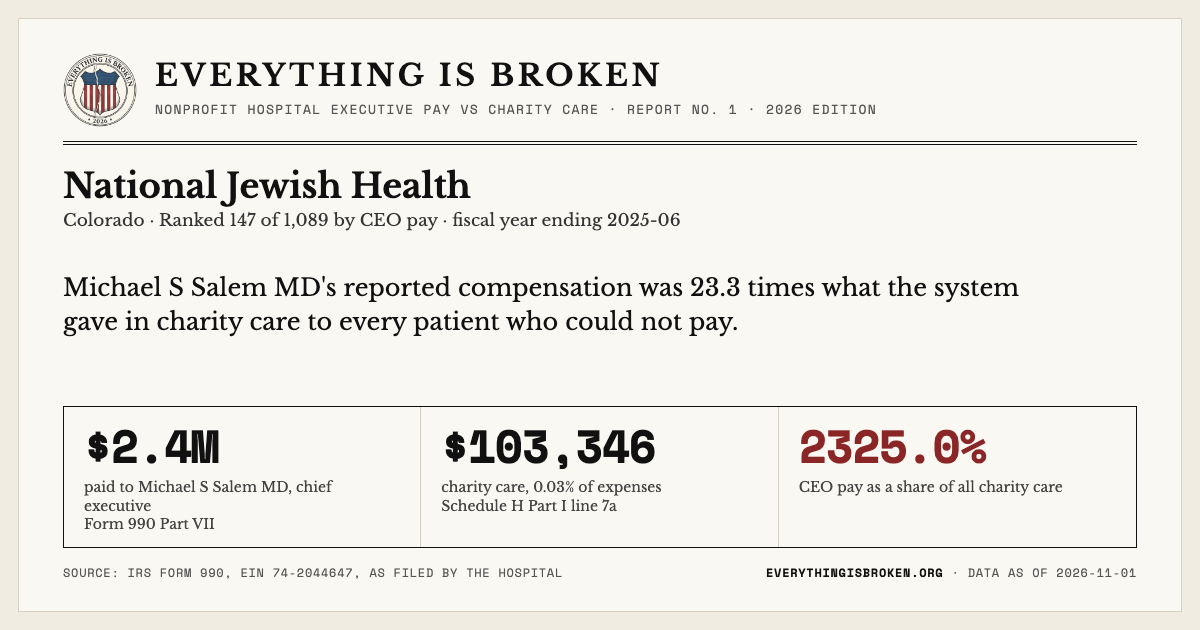 EVERYTHING IS BROKEN
• 2026 •
EVERYTHING IS BROKEN
NONPROFIT HOSPITAL EXECUTIVE PAY VS CHARITY CARE · REPORT NO. 1 · 2026 EDITION
National Jewish Health
Colorado · Ranked 147 of 1,089 by CEO pay · fiscal year ending 2025-06
Michael S Salem MD's reported compensation was 23.3 times what the system
gave in charity care to every patient who could not pay.
$2.4M
paid to Michael S Salem MD, chief
executive
Form 990 Part VII
$103,346
charity care, 0.03% of expenses
Schedule H Part I line 7a
2325.0%
CEO pay as a share of all charity care
SOURCE: IRS FORM 990, EIN 74-2044647, AS FILED BY THE HOSPITAL
EVERYTHINGISBROKEN.ORG · DATA AS OF 2026-11-01